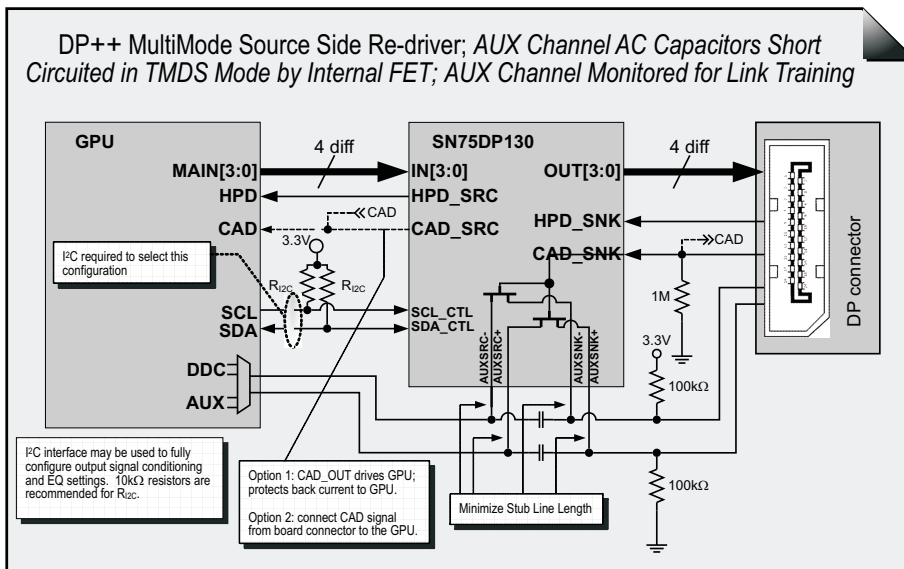 DP++ MultiMode Source Side Re-driver; AUX Channel AC Capacitors Short
Circuited in TMDS Mode by Internal FET; AUX Channel Monitored for Link Training
GPU
SN75DP130
MAIN[3:0]
4 diff
IN[3:0]
OUT[3:0]
4 diff
HPD
HPD_SRC
HPD_SNK
CAD
CAD
CAD_SRC
CAD_SNK
CAD
I²C required to select this
configuration
3.3V
RI2C
RI2C
1M
SCL
SCL_CTL
SDA
SDA_CTL
AUXSRC-
AUXSRC+
AUXSNK-
AUXSNK+
DP connector
3.3V
100kΩ
DDC
AUX
100kΩ
I²C interface may be used to fully
configure output signal conditioning
and EQ settings. 10kΩ resistors are
recommended for RI2C.
Option 1: CAD_OUT drives GPU;
protects back current to GPU.
Option 2: connect CAD signal
from board connector to the GPU.
Minimize Stub Line Length